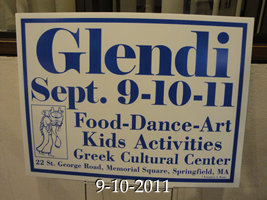 Glendi
Sept. 9-10-11
Food-Dance-Art
Kids Activities
Greek Cultural Center
22 St. George Road, Memorial Square, Springfield, MA
9-10-2011